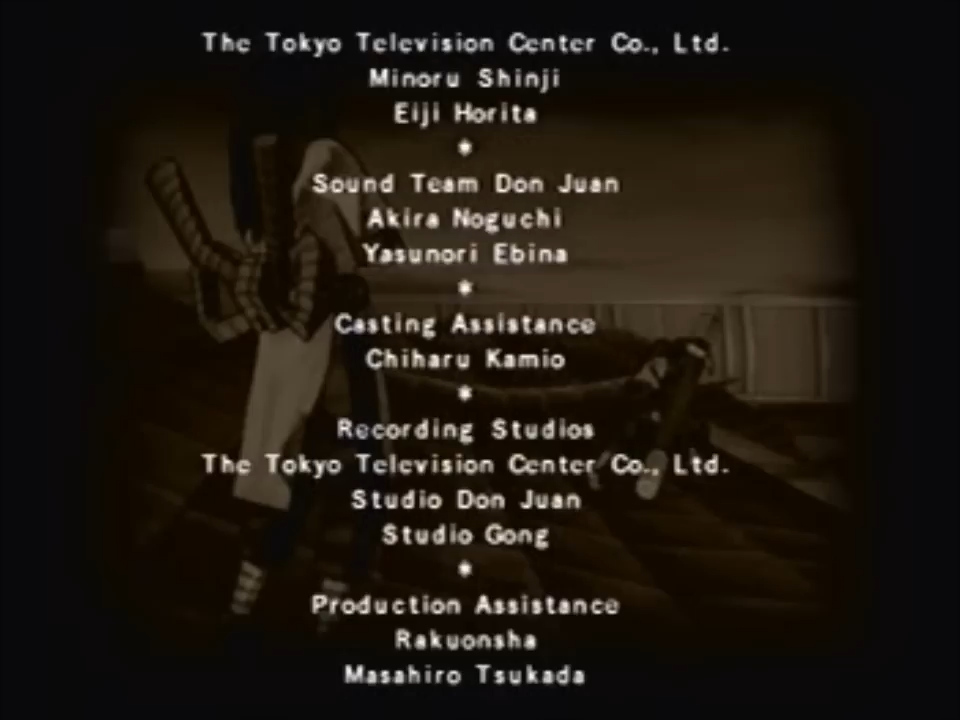 The Tokyo Television Center Co., Ltd.
Minoru Shinji
Eiji Horita
*
Sound Team Don Juan
Akira Noguchi
Yasunori Ebina
*
Casting Assistance
Chiharu Kamio
*
Recording Studios
The Tokyo Television Center Co., Ltd.
Studio Don Juan
Studio Gong
*
Production Assistance
Rakuonsha
Masahiro Tsukada